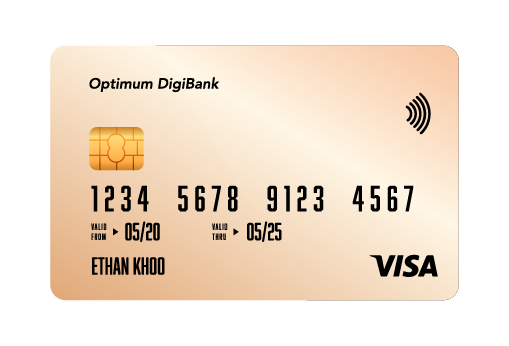 Optimum DigiBank
1234 5678 9123 4567
VALID FROM 05/20 VALID THRU 05/25
ETHAN KHOO
VISA